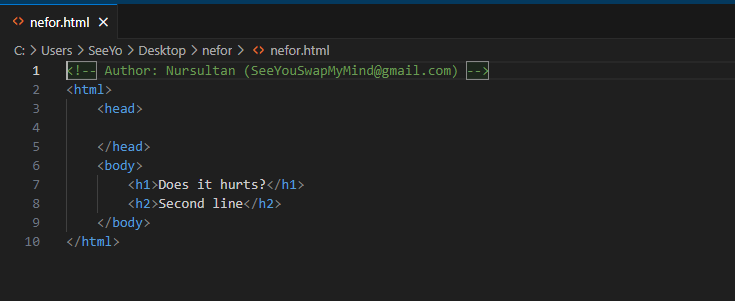 <> nefor.html ×
C: > Users > SeeYo > Desktop > nefor > <> nefor.html
1 <!-- Author: Nursultan (SeeYouSwapMyMind@gmail.com) -->
2 <html>
3 <head>
4
5 </head>
6 <body>
7 <h1>Does it hurts?</h1>
8 <h2>Second line</h2>
9 </body>
10 </html>